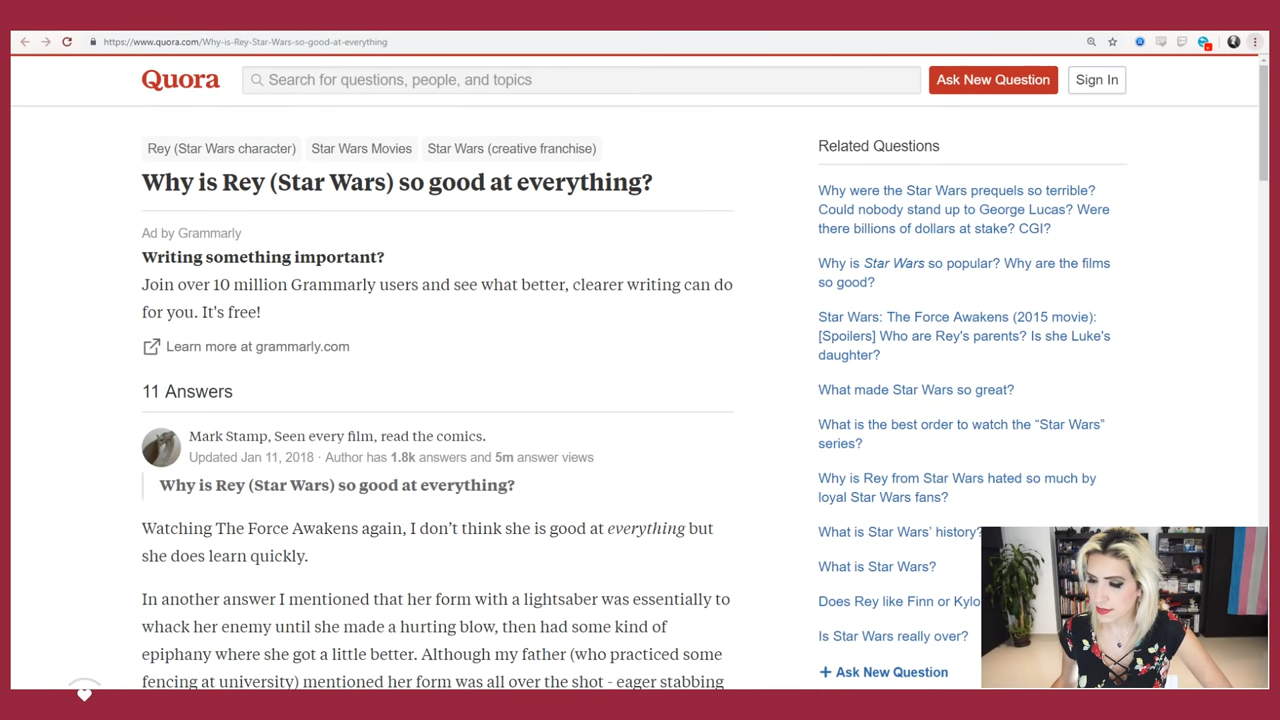 https://www.quora.com/Why-is-Rey-Star-Wars-so-good-at-everything
Quora
Search for questions, people, and topics
Ask New Question
Sign In
Rey (Star Wars character)
Star Wars Movies
Star Wars (creative franchise)
Why is Rey (Star Wars) so good at everything?
Ad by Grammarly
Writing something important?
Join over 10 million Grammarly users and see what better, clearer writing can do
for you. It's free!
Learn more at grammarly.com
11 Answers
Mark Stamp, Seen every film, read the comics.
Updated Jan 11, 2018 · Author has 1.8k answers and 5m answer views
Why is Rey (Star Wars) so good at everything?
Watching The Force Awakens again, I don’t think she is good at everything but
she does learn quickly.
In another answer I mentioned that her form with a lightsaber was essentially to
whack her enemy until she made a hurting blow, then had some kind of
epiphany where she got a little better. Although my father (who practiced some
fencing at university) mentioned her form was all over the shot - eager stabbing
Related Questions
Why were the Star Wars prequels so terrible?
Could nobody stand up to George Lucas? Were
there billions of dollars at stake? CGI?
Why is Star Wars so popular? Why are the films
so good?
Star Wars: The Force Awakens (2015 movie):
[Spoilers] Who are Rey's parents? Is she Luke's
daughter?
What made Star Wars so great?
What is the best order to watch the “Star Wars”
series?
Why is Rey from Star Wars hated so much by
loyal Star Wars fans?
What is Star Wars’ history?
What is Star Wars?
Does Rey like Finn or Kylo
Is Star Wars really over?
+ Ask New Question